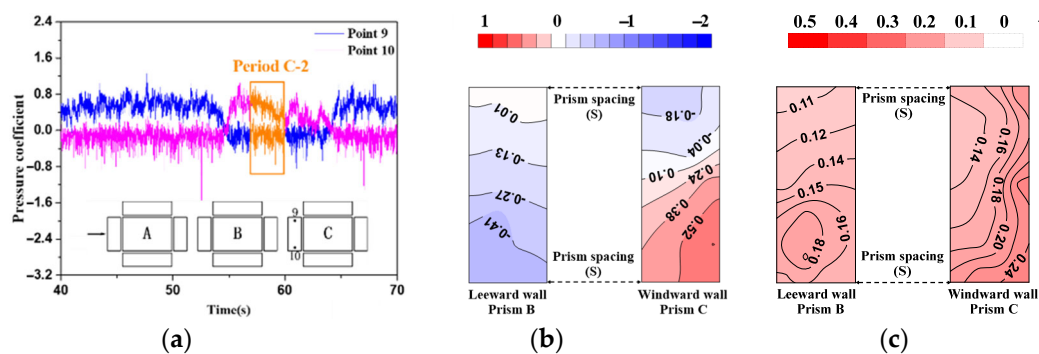 2.4
1.6
0.8
0.0
-0.8
-1.6
-2.4
-3.2
Pressure coefficient
Point 9
Point 10
Period C-2
9
A
B
C
10
40
50
60
70
Time(s)
(a)
1
0
-1
-2
0.01
-0.13
-0.27
-0.41
Prism spacing
(S)
Prism spacing
(S)
-0.18
-0.04
0.10
0.24
0.38
0.52
Leeward wall
Prism B
Windward wall
Prism C
(b)
0.5 0.4 0.3 0.2 0.1 0
0.11
0.12
0.14
0.15
0.16
0.18
Prism spacing
(S)
Prism spacing
(S)
0.14
0.16
0.18
0.20
0.24
Leeward wall
Prism B
Windward wall
Prism C
(c)